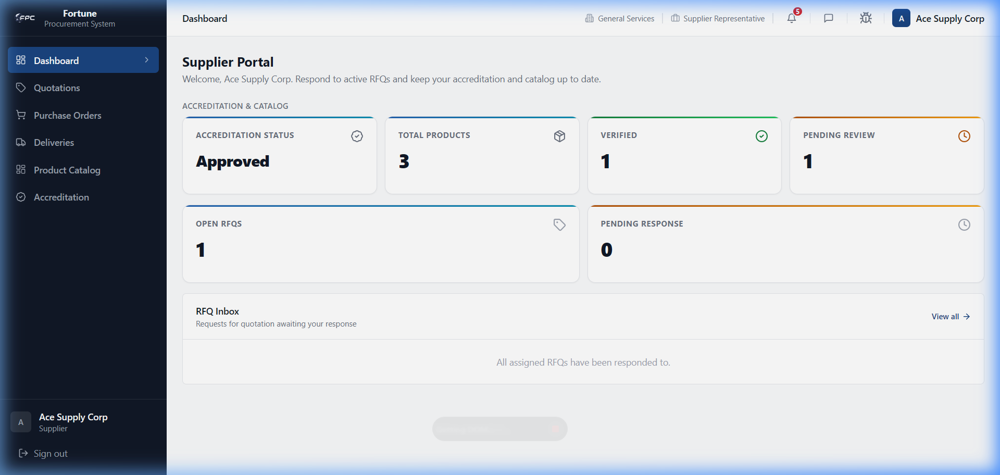 FPC
Fortune
Procurement System
Dashboard
Quotations
Purchase Orders
Deliveries
Product Catalog
Accreditation
A
Ace Supply Corp
Supplier
Sign out
Dashboard
General Services
Supplier Representative
5
A
Ace Supply Corp
Supplier Portal
Welcome, Ace Supply Corp. Respond to active RFQs and keep your accreditation and catalog up to date.
ACCREDITATION & CATALOG
ACCREDITATION STATUS
Approved
TOTAL PRODUCTS
3
VERIFIED
1
PENDING REVIEW
1
OPEN RFQS
1
PENDING RESPONSE
0
RFQ Inbox
Requests for quotation awaiting your response
View all
All assigned RFQs have been responded to.